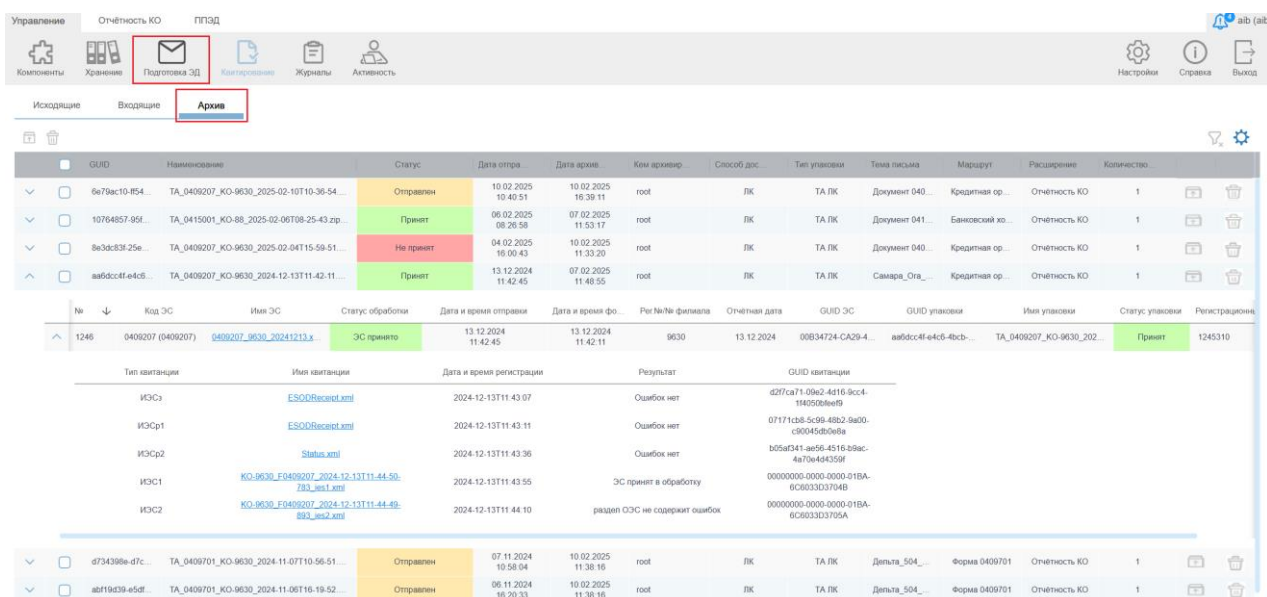 Управление Отчётность КО ППЭД aib (aib
Компоненты Хранение Подготовка ЭД Квитирование Журналы Активность Настройки Справка Выход
Исходящие Входящие Архив
GUID Наименование Статус Дата отпра... Дата архив... Кем архивир... Способ дос... Тип упаковки Тема письма Маршрут Расширение Количество...
6e79ac10-ff54... TA_0409207_KO-9630_2025-02-10T10-36-54.... Отправлен 10.02.2025 10:40:51 10.02.2025 16:39:11 root ЛК ТА ЛК Документ 040... Кредитная ор... Отчётность КО 1
10764857-95f... TA_0415001_KO-88_2025-02-06T08-25-43.zip... Принят 06.02.2025 08:26:58 07.02.2025 11:53:17 root ЛК ТА ЛК Документ 041... Банковский хо... Отчётность КО 1
8e3dc83f-25e... TA_0409207_KO-9630_2025-02-04T15-59-51.... Не принят 04.02.2025 16:00:43 10.02.2025 11:33:20 root ЛК ТА ЛК Документ 040... Кредитная ор... Отчётность КО 1
aa6dcc4f-e4c6... TA_0409207_KO-9630_2024-12-13T11-42-11.... Принят 13.12.2024 11:42:45 07.02.2025 11:48:55 root ЛК ТА ЛК Самара_Ога_... Кредитная ор... Отчётность КО 1
№ Код ЭС Имя ЭС Статус обработки Дата и время отправки Дата и время фо... Рег.№/№ филиала Отчётная дата GUID ЭС GUID упаковки Имя упаковки Статус упаковки Регистрационнь
1246 0409207 (0409207) 0409207_9630_20241213.x... ЭС принято 13.12.2024 11:42:45 13.12.2024 11:42:11 9630 13.12.2024 00B34724-CA29-4... aa6dcc4f-e4c6-4bcb-... TA_0409207_KO-9630_202... Принят 1245310
Тип квитанции Имя квитанции Дата и время регистрации Результат GUID квитанции
ИЭСз ESODReceipt.xml 2024-12-13T11:43:07 Ошибок нет d2f7ca71-09e2-4d16-9cc4-1f4050bfeef9
ИЭСр1 ESODReceipt.xml 2024-12-13T11:43:11 Ошибок нет 07171cb8-5c99-48b2-9a00-c90045db0e8a
ИЭСр2 Status.xml 2024-12-13T11:43:36 Ошибок нет b05af341-ae56-4516-b9ac-4a70e4d4359f
ИЭС1 KO-9630_F0409207_2024-12-13T11-44-50-783_ies1.xml 2024-12-13T11:43:55 ЭС принят в обработку 00000000-0000-0000-01BA-6C6033D3704B
ИЭС2 KO-9630_F0409207_2024-12-13T11-44-49-893_ies2.xml 2024-12-13T11:44:10 раздел ОЭС не содержит ошибок 00000000-0000-0000-01BA-6C6033D3705A
d734398e-d7c... TA_0409701_KO-9630_2024-11-07T10-56-51.... Отправлен 07.11.2024 10:58:04 10.02.2025 11:38:16 root ЛК ТА ЛК Дельта_504_... Форма 0409701 Отчётность КО 1
abf19d39-e5df... TA_0409701_KO-9630_2024-11-06T16-19-52.... Отправлен 06.11.2024 16:20:33 10.02.2025 11:38:16 root ЛК ТА ЛК Дельта_504_... Форма 0409701 Отчётность КО 1